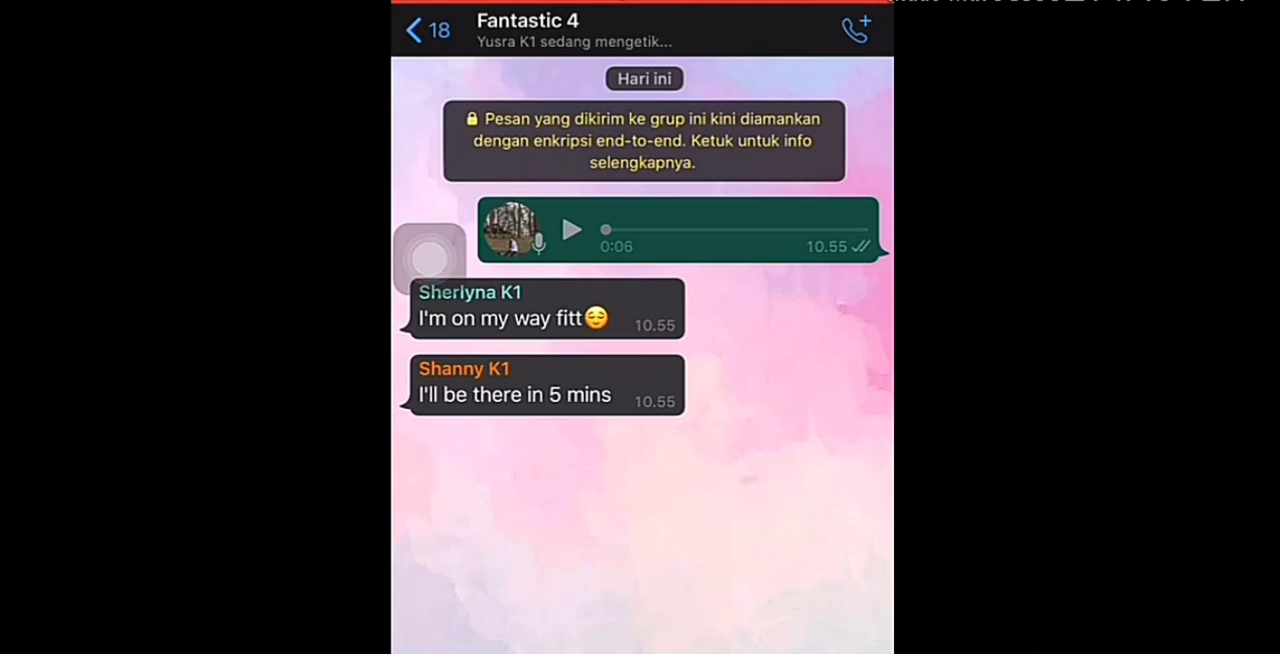 18
Fantastic 4
Yusra K1 sedang mengetik...
Hari ini
Pesan yang dikirim ke grup ini kini diamankan
dengan enkripsi end-to-end. Ketuk untuk info
selengkapnya.
0:06
10.55
Sherlyna K1
I'm on my way fitt😌
10.55
Shanny K1
I'll be there in 5 mins
10.55